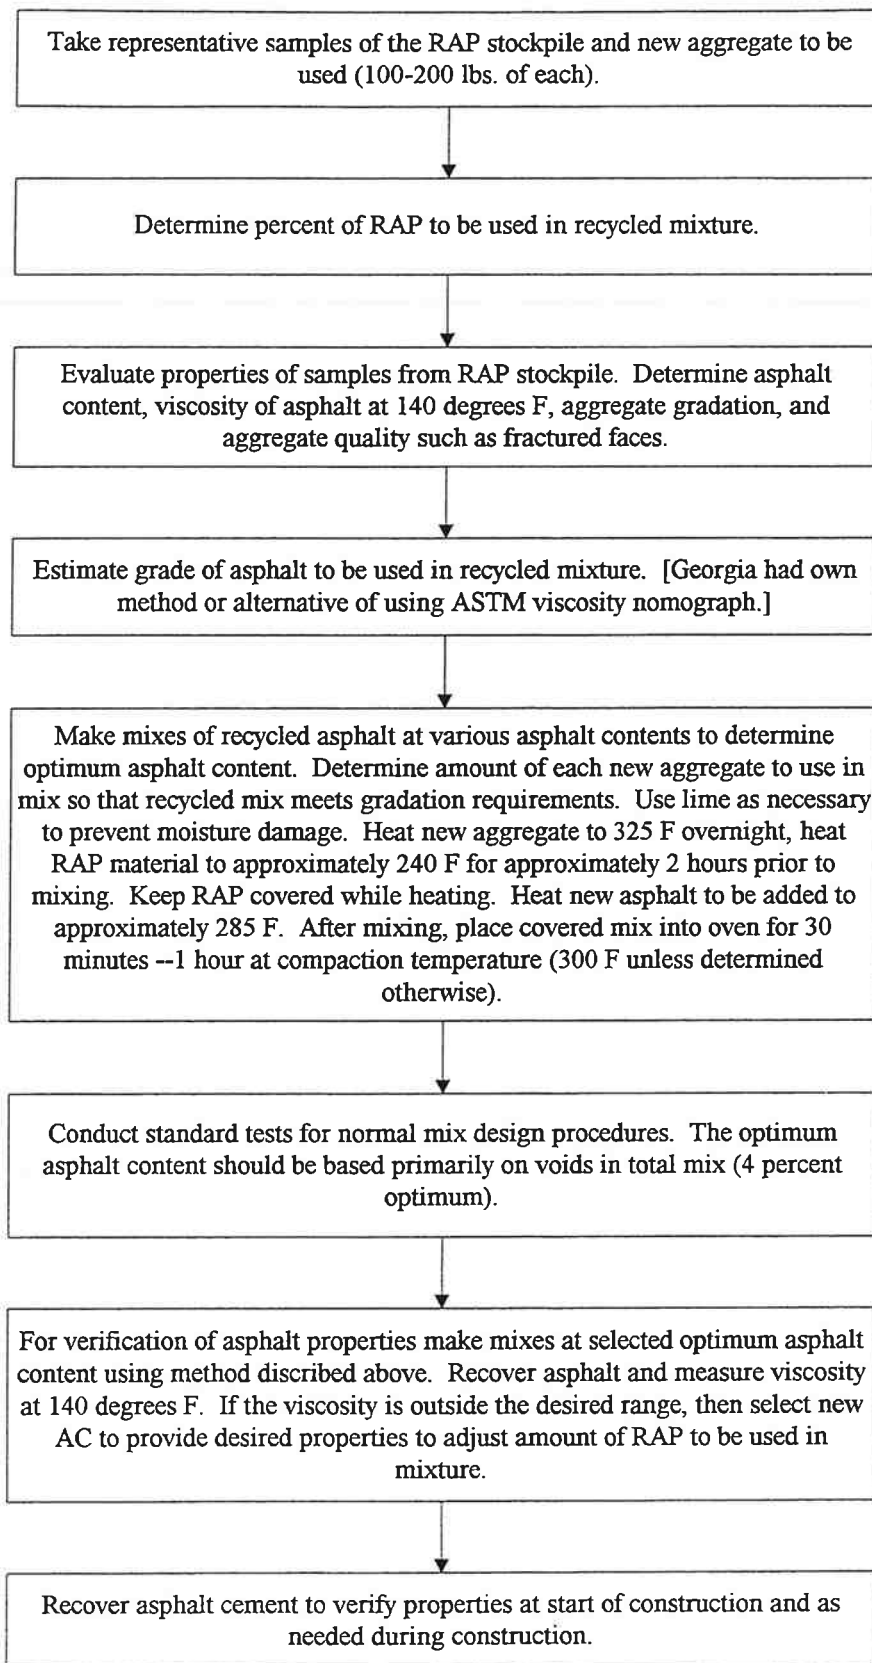 Take representative samples of the RAP stockpile and new aggregate to be
used (100-200 lbs. of each).
Determine percent of RAP to be used in recycled mixture.
Evaluate properties of samples from RAP stockpile. Determine asphalt
content, viscosity of asphalt at 140 degrees F, aggregate gradation, and
aggregate quality such as fractured faces.
Estimate grade of asphalt to be used in recycled mixture. [Georgia had own
method or alternative of using ASTM viscosity nomograph.]
Make mixes of recycled asphalt at various asphalt contents to determine
optimum asphalt content. Determine amount of each new aggregate to use in
mix so that recycled mix meets gradation requirements. Use lime as necessary
to prevent moisture damage. Heat new aggregate to 325 F overnight, heat
RAP material to approximately 240 F for approximately 2 hours prior to
mixing. Keep RAP covered while heating. Heat new asphalt to be added to
approximately 285 F. After mixing, place covered mix into oven for 30
minutes --1 hour at compaction temperature (300 F unless determined
otherwise).
Conduct standard tests for normal mix design procedures. The optimum
asphalt content should be based primarily on voids in total mix (4 percent
optimum).
For verification of asphalt properties make mixes at selected optimum asphalt
content using method discribed above. Recover asphalt and measure viscosity
at 140 degrees F. If the viscosity is outside the desired range, then select new
AC to provide desired properties to adjust amount of RAP to be used in
mixture.
Recover asphalt cement to verify properties at start of construction and as
needed during construction.